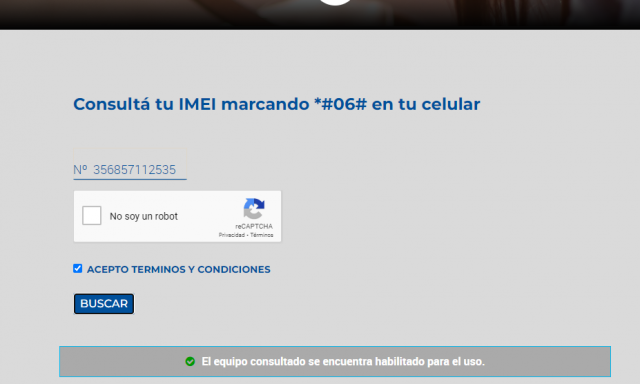 Consultá tu IMEI marcando *#06# en tu celular
Nº 356857112535
No soy un robot
reCAPTCHA
Privacidad • Términos
ACEPTO TERMINOS Y CONDICIONES
BUSCAR
El equipo consultado se encuentra habilitado para el uso.